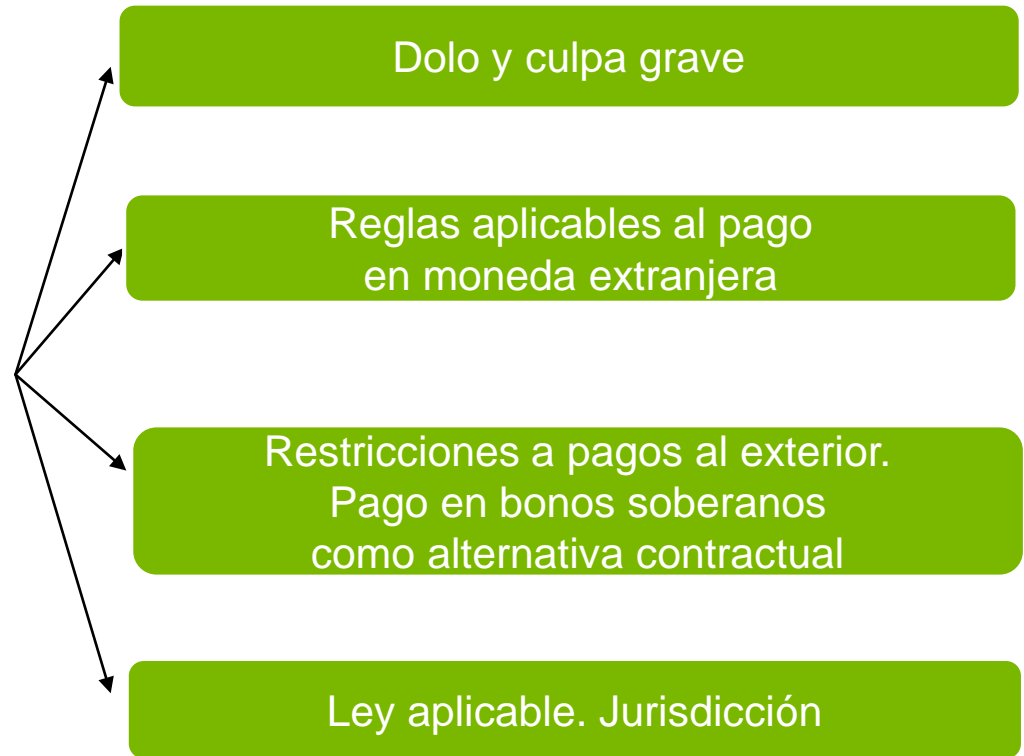 Dolo y culpa grave
Reglas aplicables al pago
en moneda extranjera
Restricciones a pagos al exterior.
Pago en bonos soberanos
como alternativa contractual
Ley aplicable. Jurisdicción